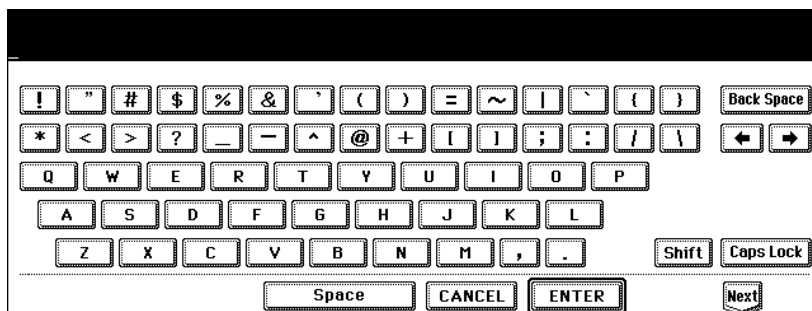 _
! " # $ % & ' ( ) = ~ | ` { } Back Space
* < > ? _ - ^ @ + [ ] ; : / \ ← →
Q W E R T Y U I O P
A S D F G H J K L
Z X C V B N M , . Shift Caps Lock
Space CANCEL ENTER Next